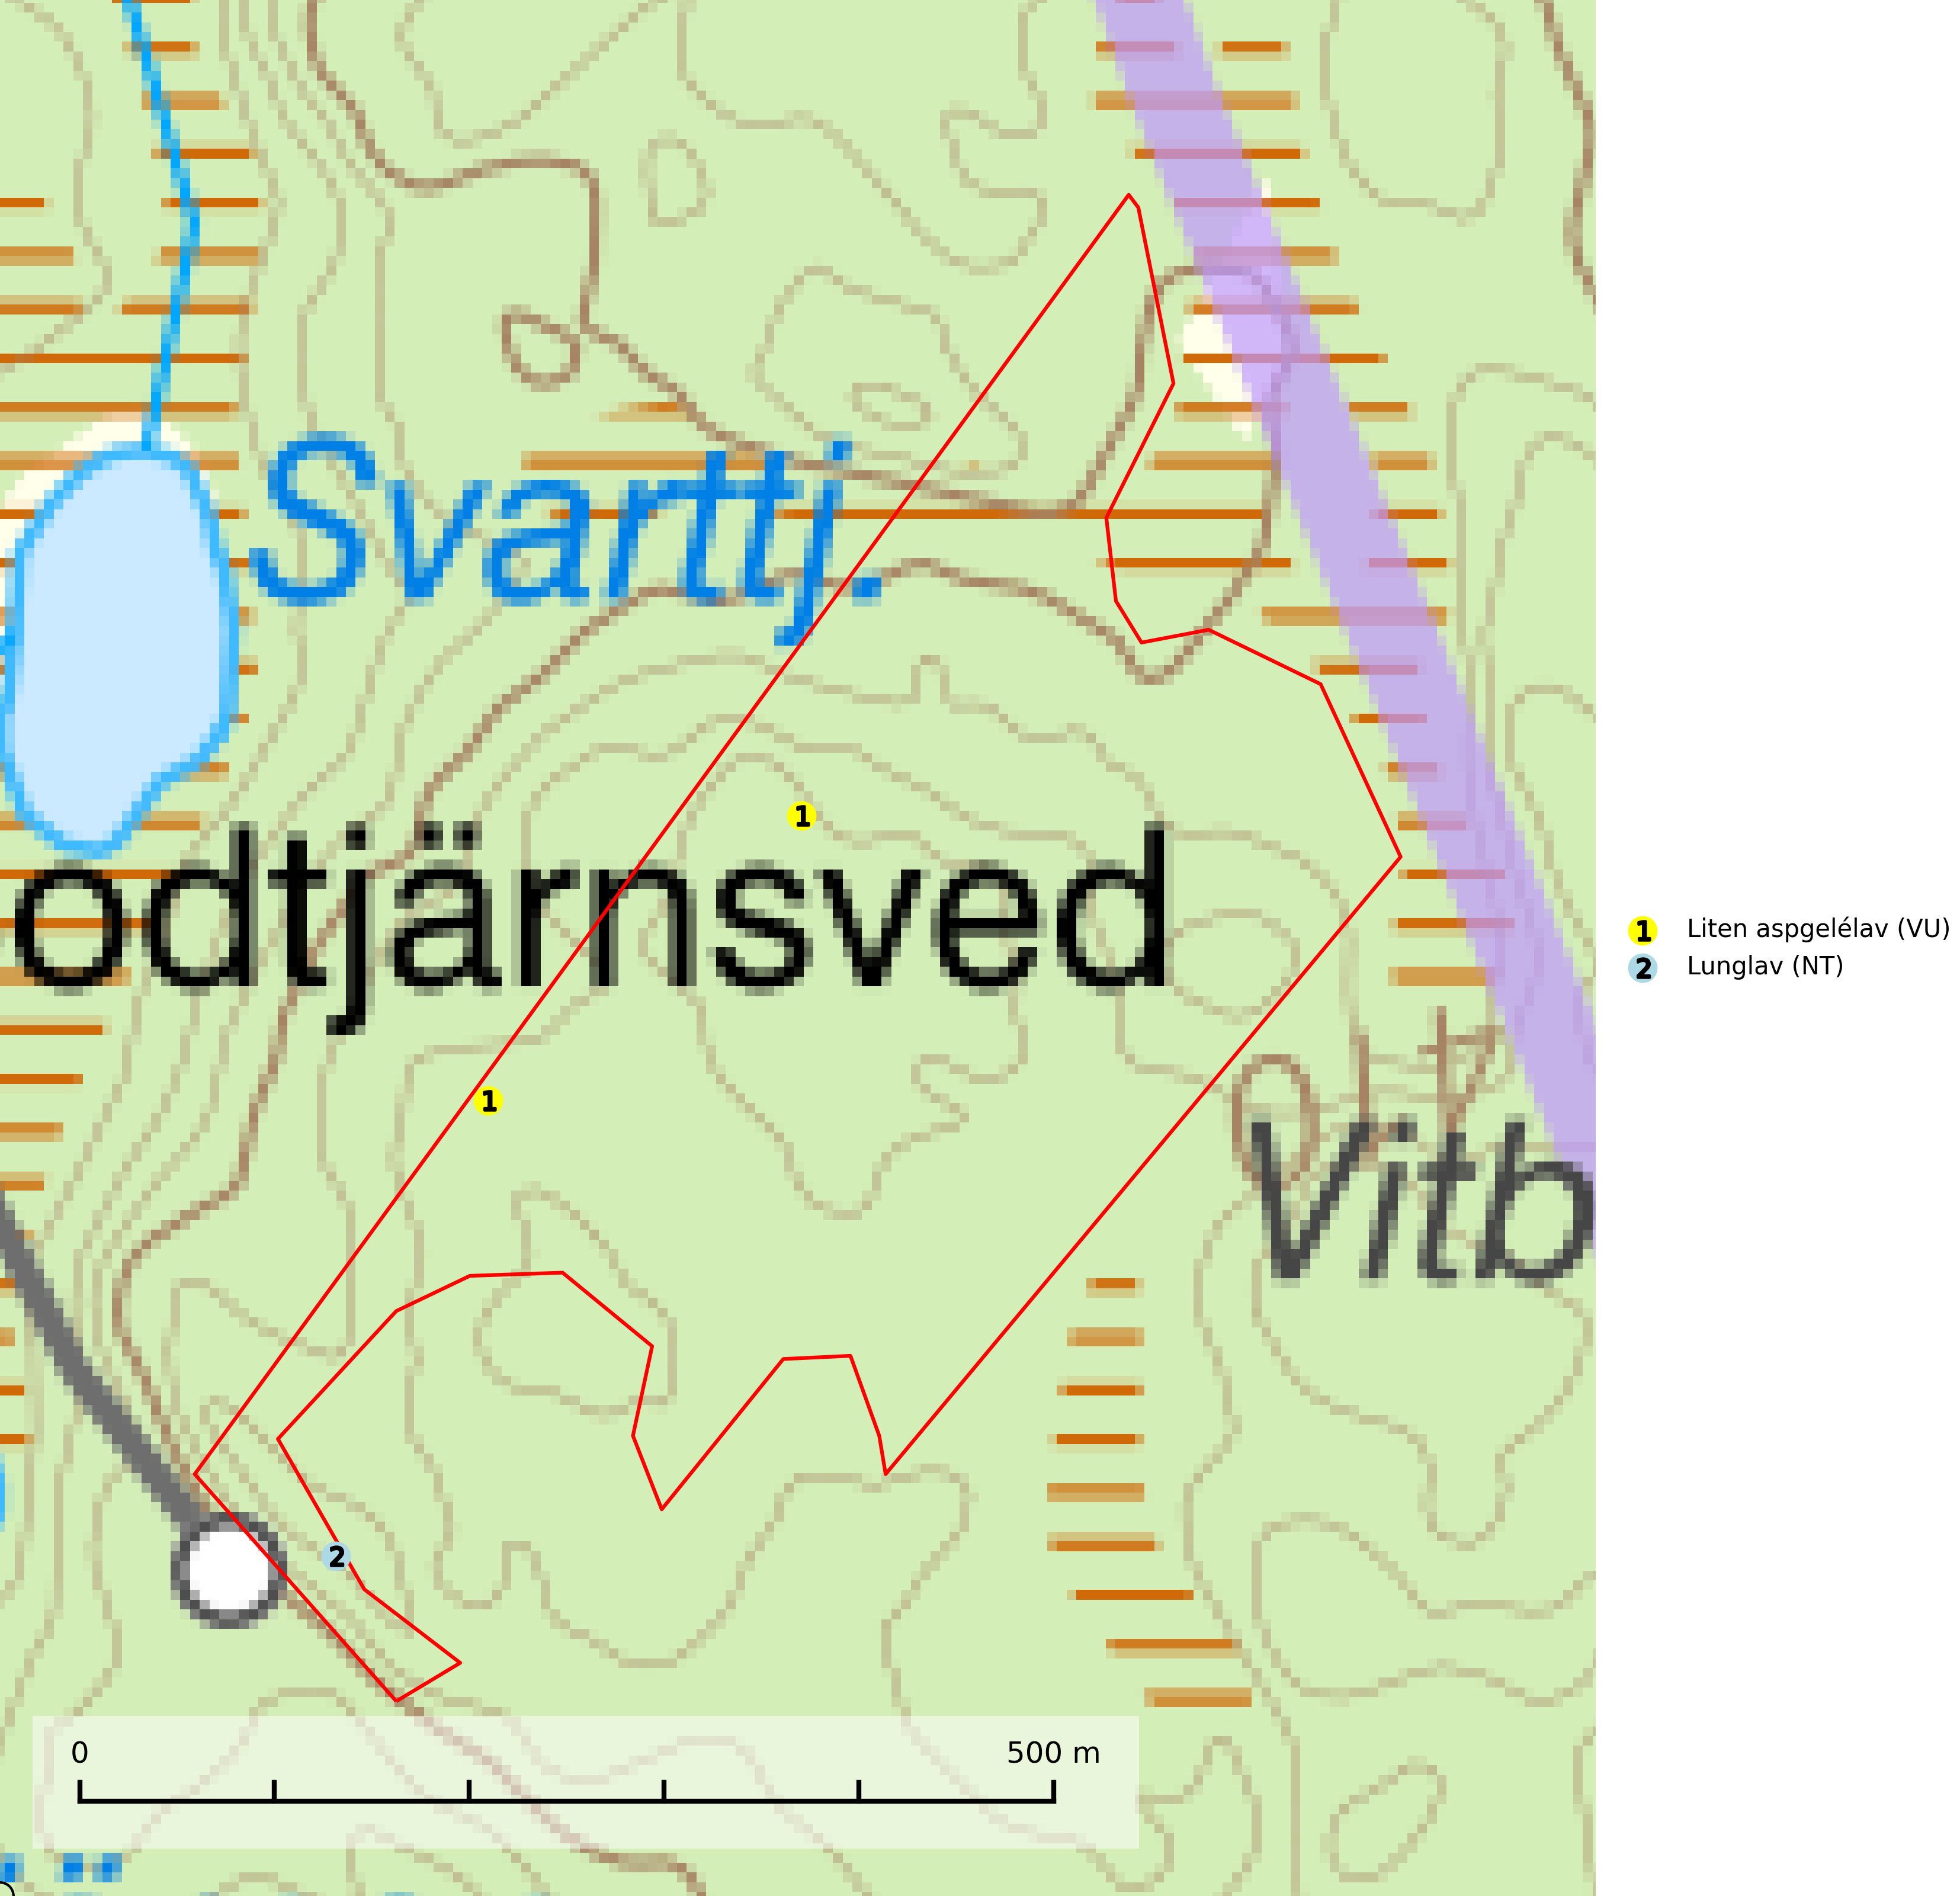 Svarttj.
1
odtjärnsved
1
Vitb
2
0 500 m
1 Liten aspgelélav (VU)
2 Lunglav (NT)